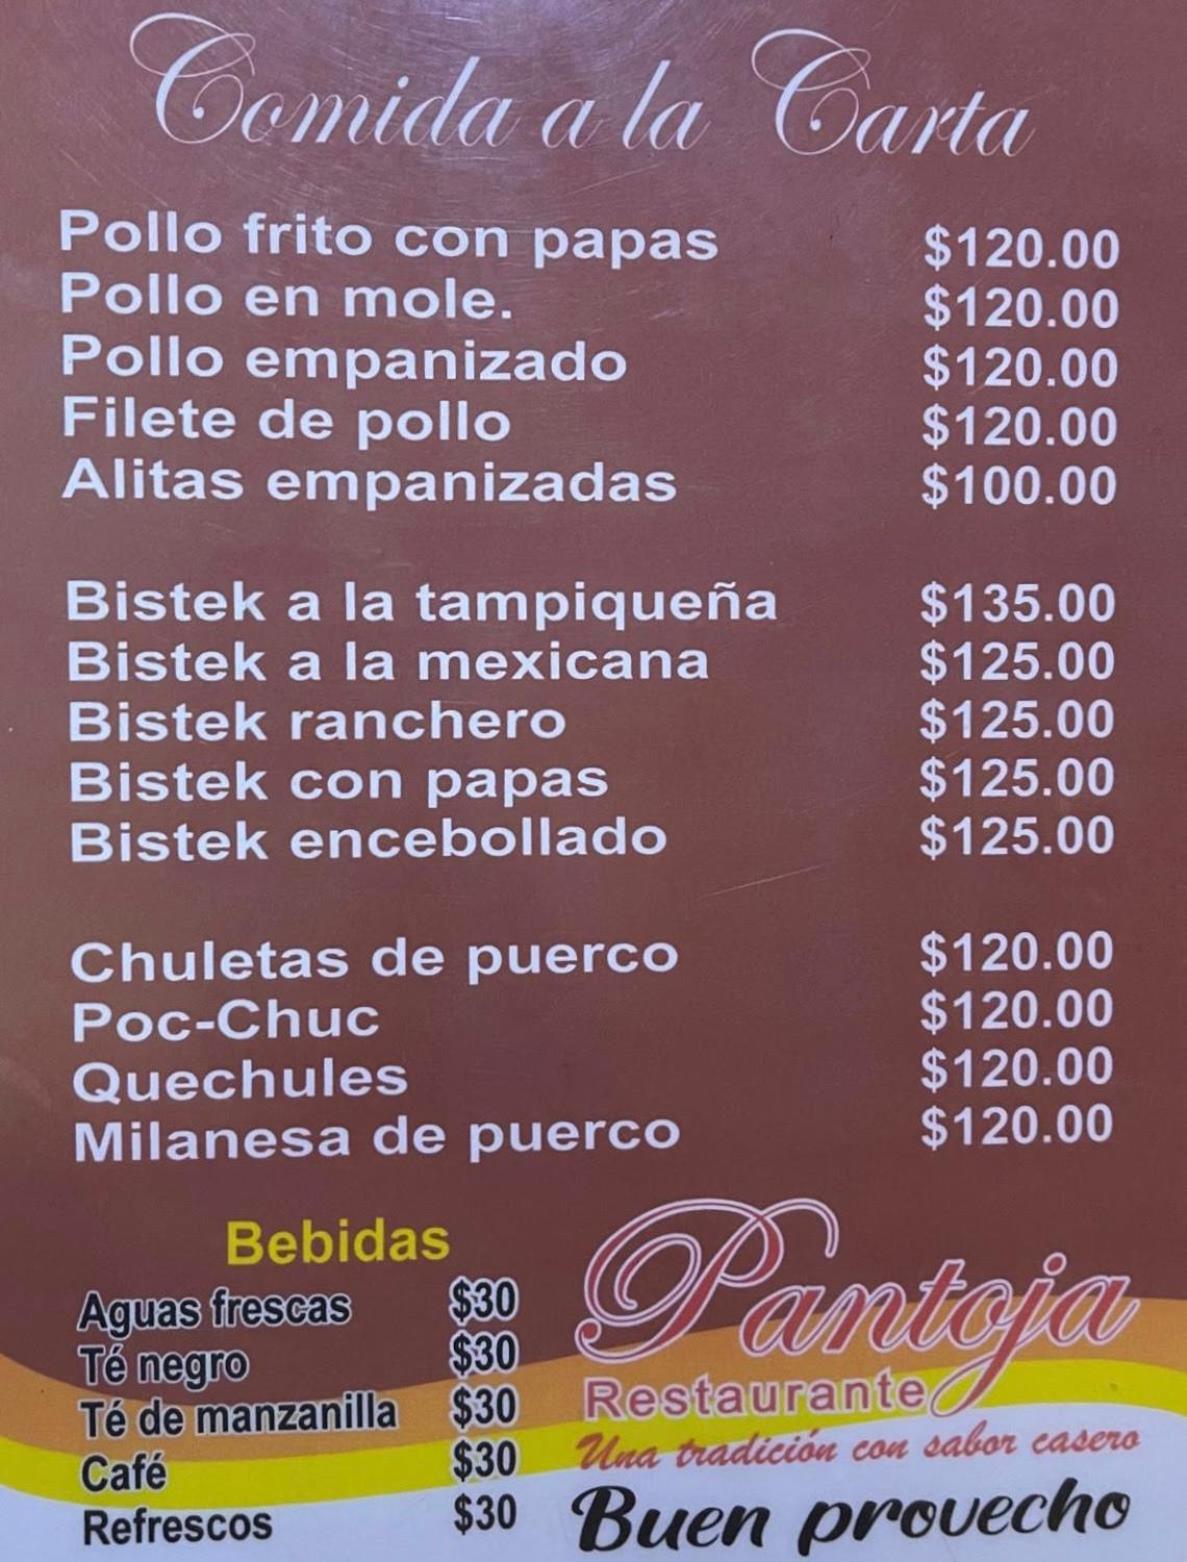 Comida a la Carta
Pollo frito con papas $120.00
Pollo en mole. $120.00
Pollo empanizado $120.00
Filete de pollo $120.00
Alitas empanizadas $100.00
Bistek a la tampiqueña $135.00
Bistek a la mexicana $125.00
Bistek ranchero $125.00
Bistek con papas $125.00
Bistek encebollado $125.00
Chuletas de puerco $120.00
Poc-Chuc $120.00
Quechules $120.00
Milanesa de puerco $120.00
Bebidas
Aguas frescas $30
Té negro $30
Té de manzanilla $30
Café $30
Refrescos $30
Pantoja
Restaurante
Una tradición con sabor casero
Buen provecho